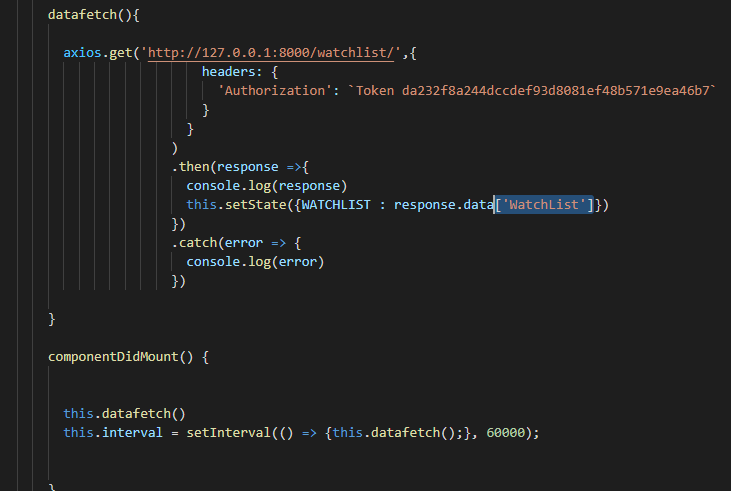 datafetch(){
axios.get('http://127.0.0.1:8000/watchlist/',{
headers: {
'Authorization': `Token da232f8a244dccdef93d8081ef48b571e9ea46b7`
}
}
)
.then(response =>{
console.log(response)
this.setState({WATCHLIST : response.data['WatchList']})
})
.catch(error => {
console.log(error)
})
}
componentDidMount() {
this.datafetch()
this.interval = setInterval(() => {this.datafetch();}, 60000);
}